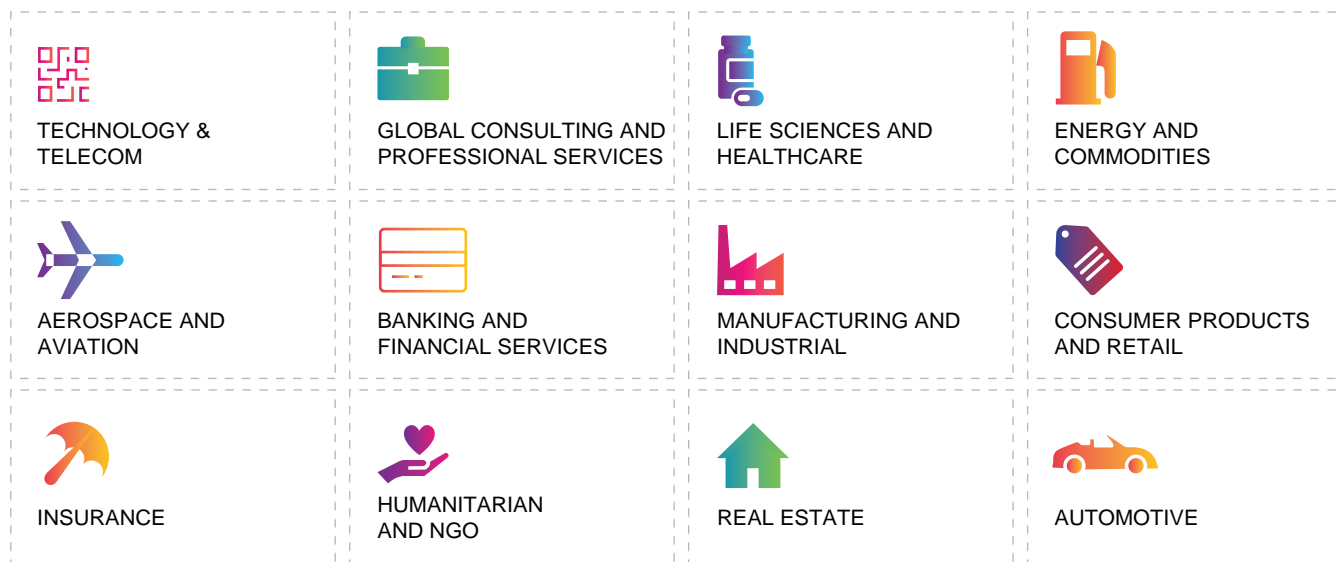 TECHNOLOGY &
TELECOM
GLOBAL CONSULTING AND
PROFESSIONAL SERVICES
LIFE SCIENCES AND
HEALTHCARE
ENERGY AND
COMMODITIES
AEROSPACE AND
AVIATION
BANKING AND
FINANCIAL SERVICES
MANUFACTURING AND
INDUSTRIAL
CONSUMER PRODUCTS
AND RETAIL
INSURANCE
HUMANITARIAN
AND NGO
REAL ESTATE
AUTOMOTIVE